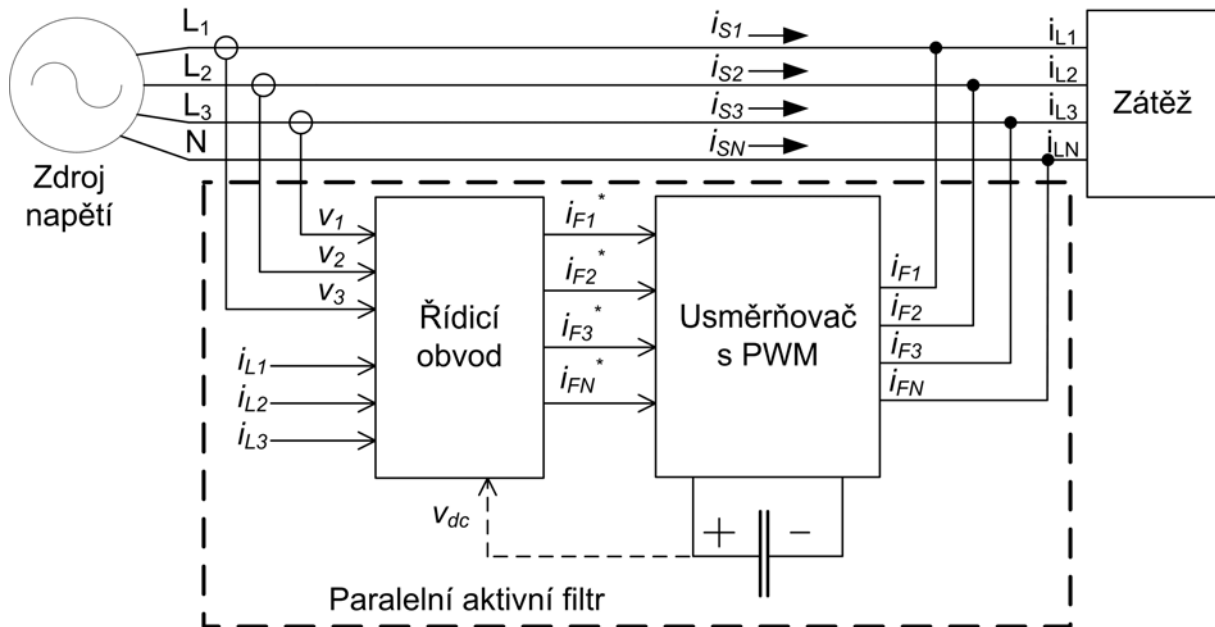 L1
L2
L3
N
Zdroj
napětí
iS1
iS2
iS3
iSN
iL1
iL2
iL3
iLN
Zátěž
v1
v2
v3
iL1
iL2
iL3
Řídicí
obvod
iF1*
iF2*
iF3*
iFN*
Usměrňovač
s PWM
iF1
iF2
iF3
iFN
vdc
+ −
Paralelní aktivní filtr